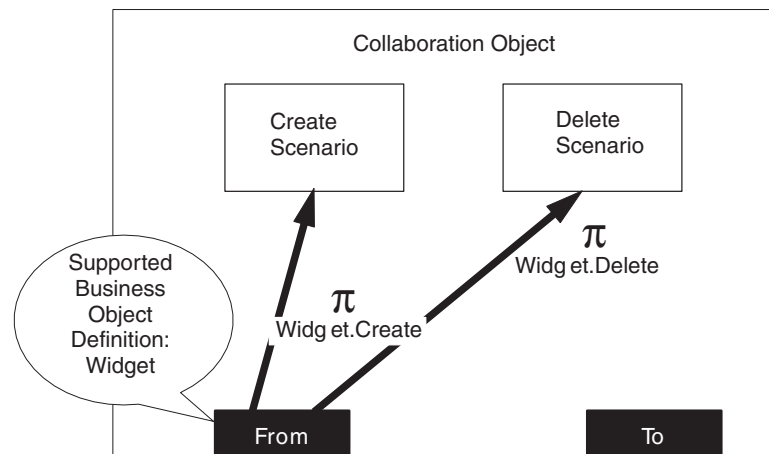 Collaboration Object
Create
Scenario
Delete
Scenario
π
Widg et.Delete
Supported
Business
Object
Definition:
Widget
π
Widg et.Create
From
To